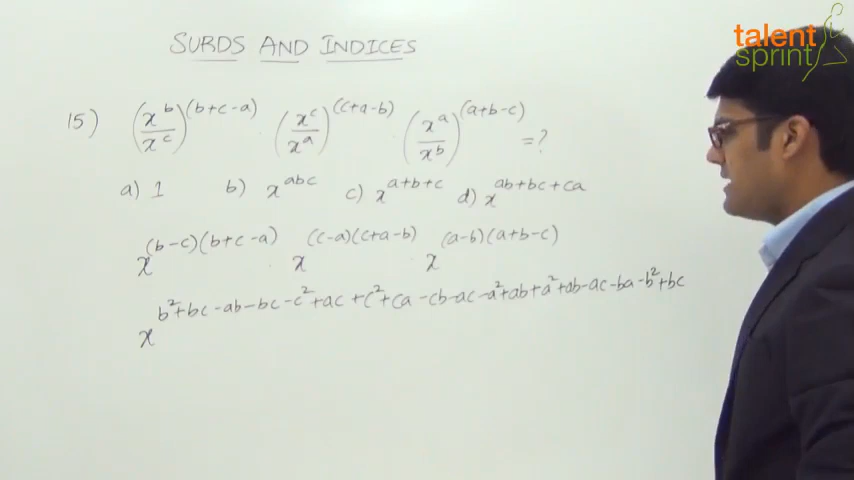 talent
sprint
SURDS AND INDICES
15) (x^b/x^c)^(b+c-a) · (x^c/x^a)^(c+a-b) · (x^a/x^b)^(a+b-c) = ?
a) 1 b) x^abc c) x^a+b+c d) x^ab+bc+ca
x^(b-c)(b+c-a) · x^(c-a)(c+a-b) · x^(a-b)(a+b-c)
x^b²+bc-ab-bc-c²+ac+c²+ca-cb-ac-a²+ab+a²+ab-ac-ba-b²+bc